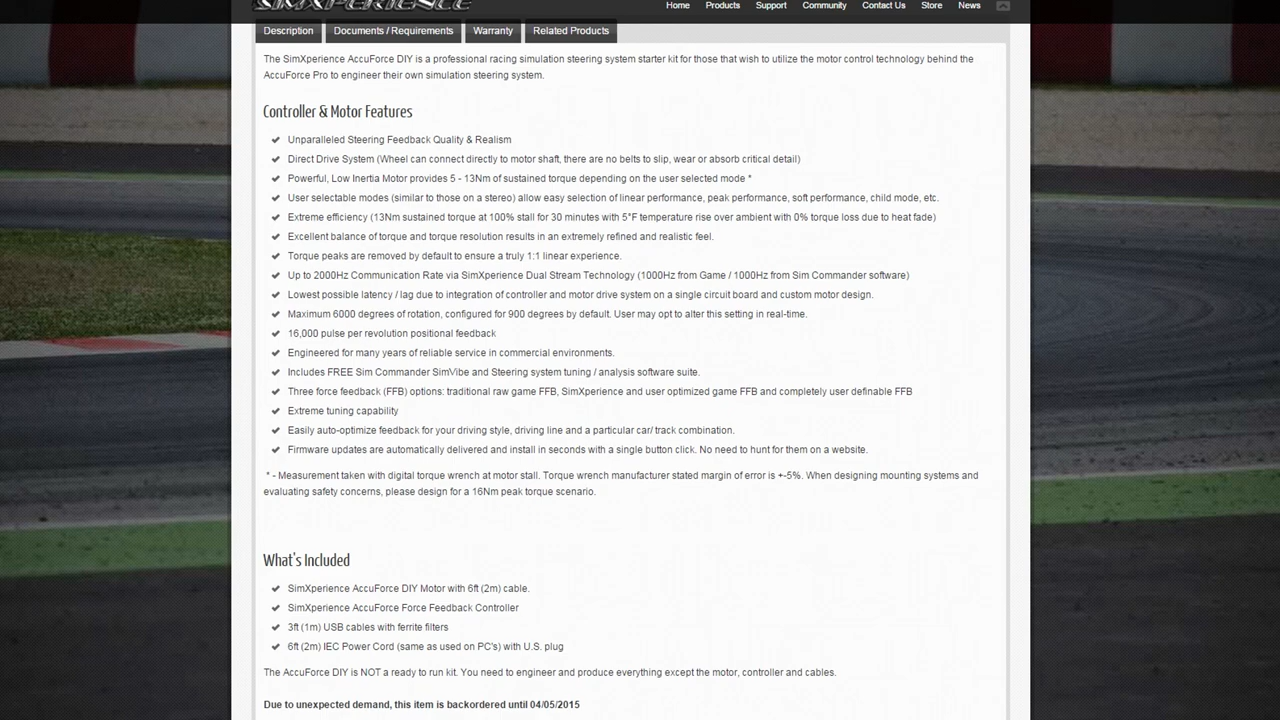 SIMXPERIENCE
Home Products Support Community Contact Us Store News
Description Documents / Requirements Warranty Related Products
The SimXperience AccuForce DIY is a professional racing simulation steering system starter kit for those that wish to utilize the motor control technology behind the
AccuForce Pro to engineer their own simulation steering system.
Controller & Motor Features
Unparalleled Steering Feedback Quality & Realism
Direct Drive System (Wheel can connect directly to motor shaft, there are no belts to slip, wear or absorb critical detail)
Powerful, Low Inertia Motor provides 5 - 13Nm of sustained torque depending on the user selected mode *
User selectable modes (similar to those on a stereo) allow easy selection of linear performance, peak performance, soft performance, child mode, etc.
Extreme efficiency (13Nm sustained torque at 100% stall for 30 minutes with 5°F temperature rise over ambient with 0% torque loss due to heat fade)
Excellent balance of torque and torque resolution results in an extremely refined and realistic feel.
Torque peaks are removed by default to ensure a truly 1:1 linear experience.
Up to 2000Hz Communication Rate via SimXperience Dual Stream Technology (1000Hz from Game / 1000Hz from Sim Commander software)
Lowest possible latency / lag due to integration of controller and motor drive system on a single circuit board and custom motor design.
Maximum 6000 degrees of rotation, configured for 900 degrees by default. User may opt to alter this setting in real-time.
16,000 pulse per revolution positional feedback
Engineered for many years of reliable service in commercial environments.
Includes FREE Sim Commander SimVibe and Steering system tuning / analysis software suite.
Three force feedback (FFB) options: traditional raw game FFB, SimXperience and user optimized game FFB and completely user definable FFB
Extreme tuning capability
Easily auto-optimize feedback for your driving style, driving line and a particular car/ track combination.
Firmware updates are automatically delivered and install in seconds with a single button click. No need to hunt for them on a website.
* - Measurement taken with digital torque wrench at motor stall. Torque wrench manufacturer stated margin of error is +-5%. When designing mounting systems and
evaluating safety concerns, please design for a 16Nm peak torque scenario.
What's Included
SimXperience AccuForce DIY Motor with 6ft (2m) cable.
SimXperience AccuForce Force Feedback Controller
3ft (1m) USB cables with ferrite filters
6ft (2m) IEC Power Cord (same as used on PC's) with U.S. plug
The AccuForce DIY is NOT a ready to run kit. You need to engineer and produce everything except the motor, controller and cables.
Due to unexpected demand, this item is backordered until 04/05/2015